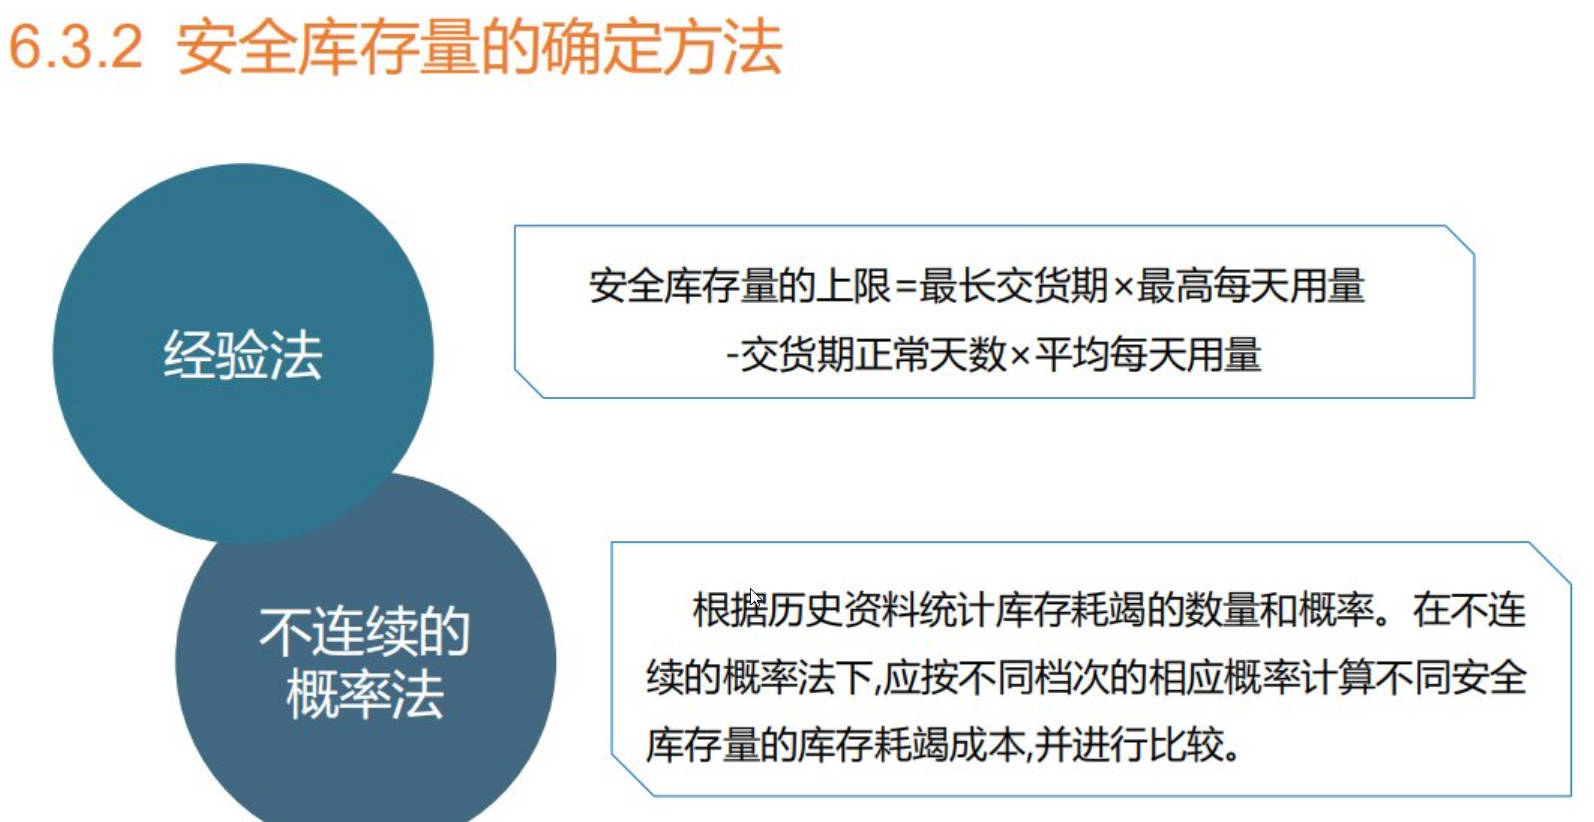 6.3.2 安全库存量的确定方法
经验法
安全库存量的上限=最长交货期×最高每天用量
-交货期正常天数×平均每天用量
不连续的
概率法
根据历史资料统计库存耗竭的数量和概率。在不连
续的概率法下,应按不同档次的相应概率计算不同安全
库存量的库存耗竭成本,并进行比较。